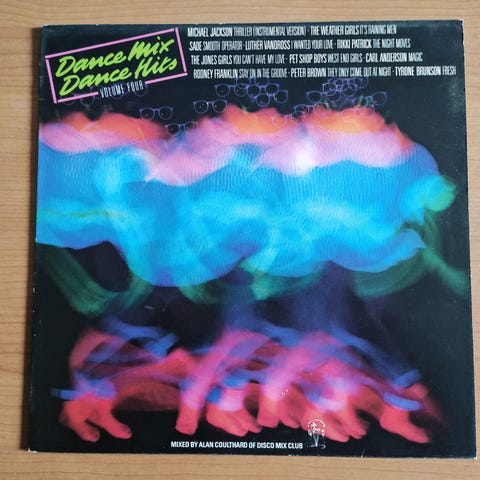 Dance Mix
Dance Hits
VOLUME FOUR
MICHAEL JACKSON THRILLER (INSTRUMENTAL VERSION) · THE WEATHER GIRLS IT'S RAINING MEN
SADE SMOOTH OPERATOR · LUTHER VANDROSS I WANTED YOUR LOVE · RIKKI PATRICK THE NIGHT MOVES
THE JONES GIRLS YOU CAN'T HAVE MY LOVE · PET SHOP BOYS WEST END GIRLS · CARL ANDERSON MAGIC
RODNEY FRANKLIN STAY ON IN THE GROOVE · PETER BROWN THEY ONLY COME OUT AT NIGHT · TYRONE BRUNSON FRESH
MIXED BY ALAN COULTHARD OF DISCO MIX CLUB